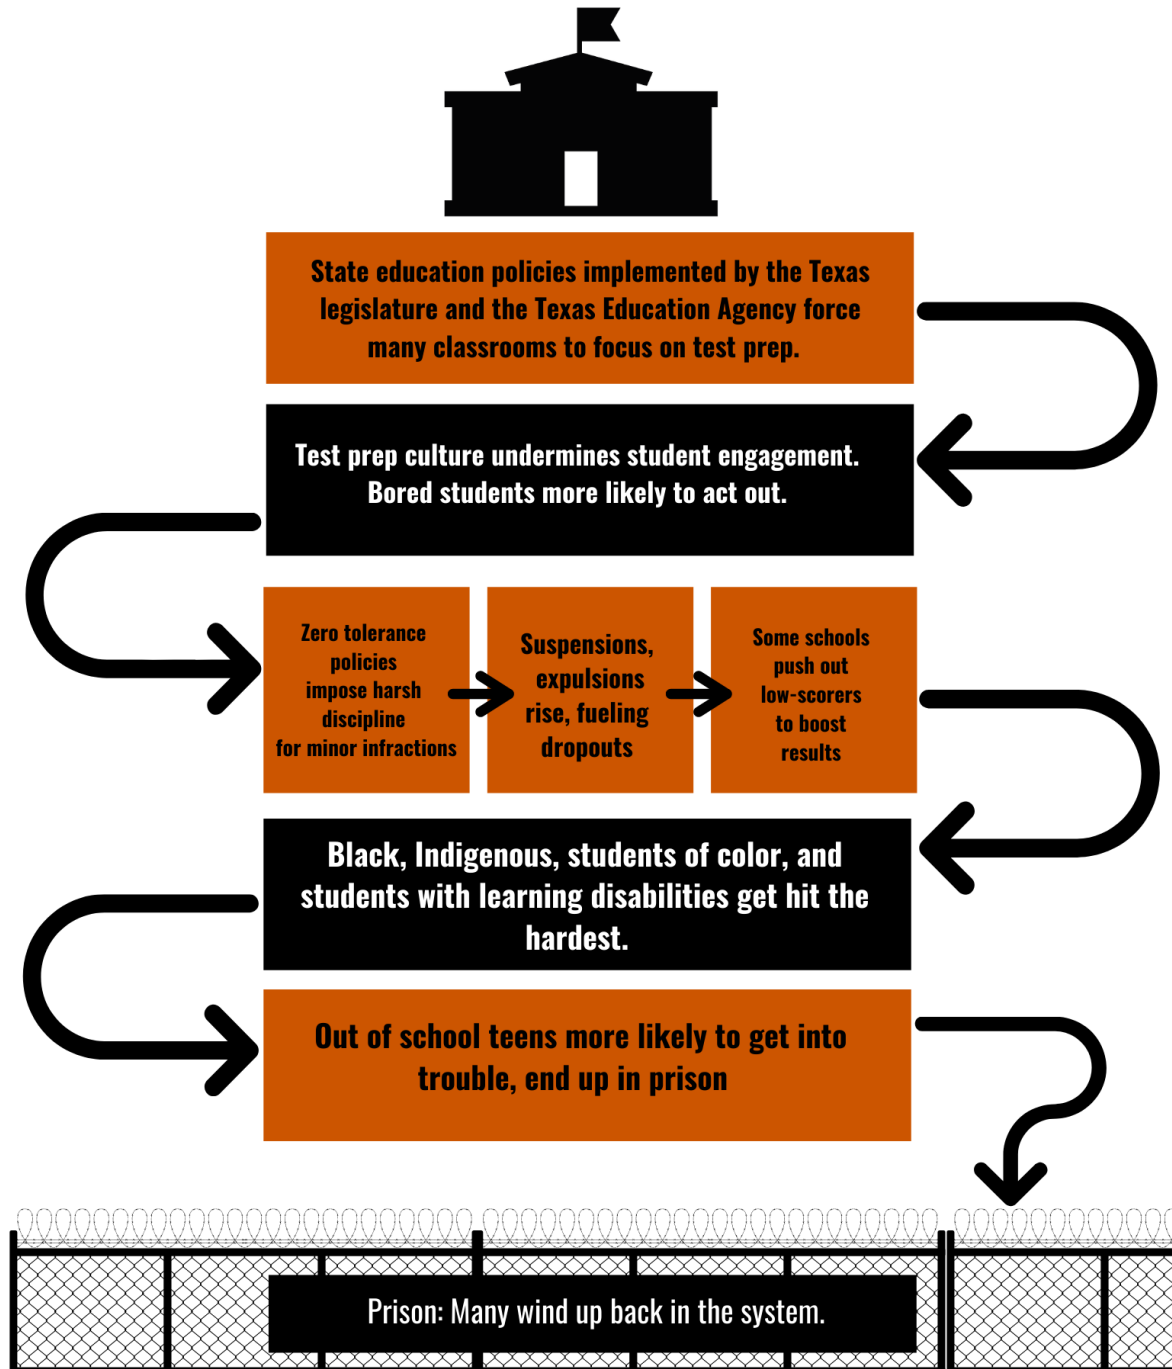 State education policies implemented by the Texas
legislature and the Texas Education Agency force
many classrooms to focus on test prep.
Test prep culture undermines student engagement.
Bored students more likely to act out.
Zero tolerance
policies
impose harsh
discipline
for minor infractions
Suspensions,
expulsions
rise, fueling
dropouts
Some schools
push out
low-scorers
to boost
results
Black, Indigenous, students of color, and
students with learning disabilities get hit the
hardest.
Out of school teens more likely to get into
trouble, end up in prison
Prison: Many wind up back in the system.